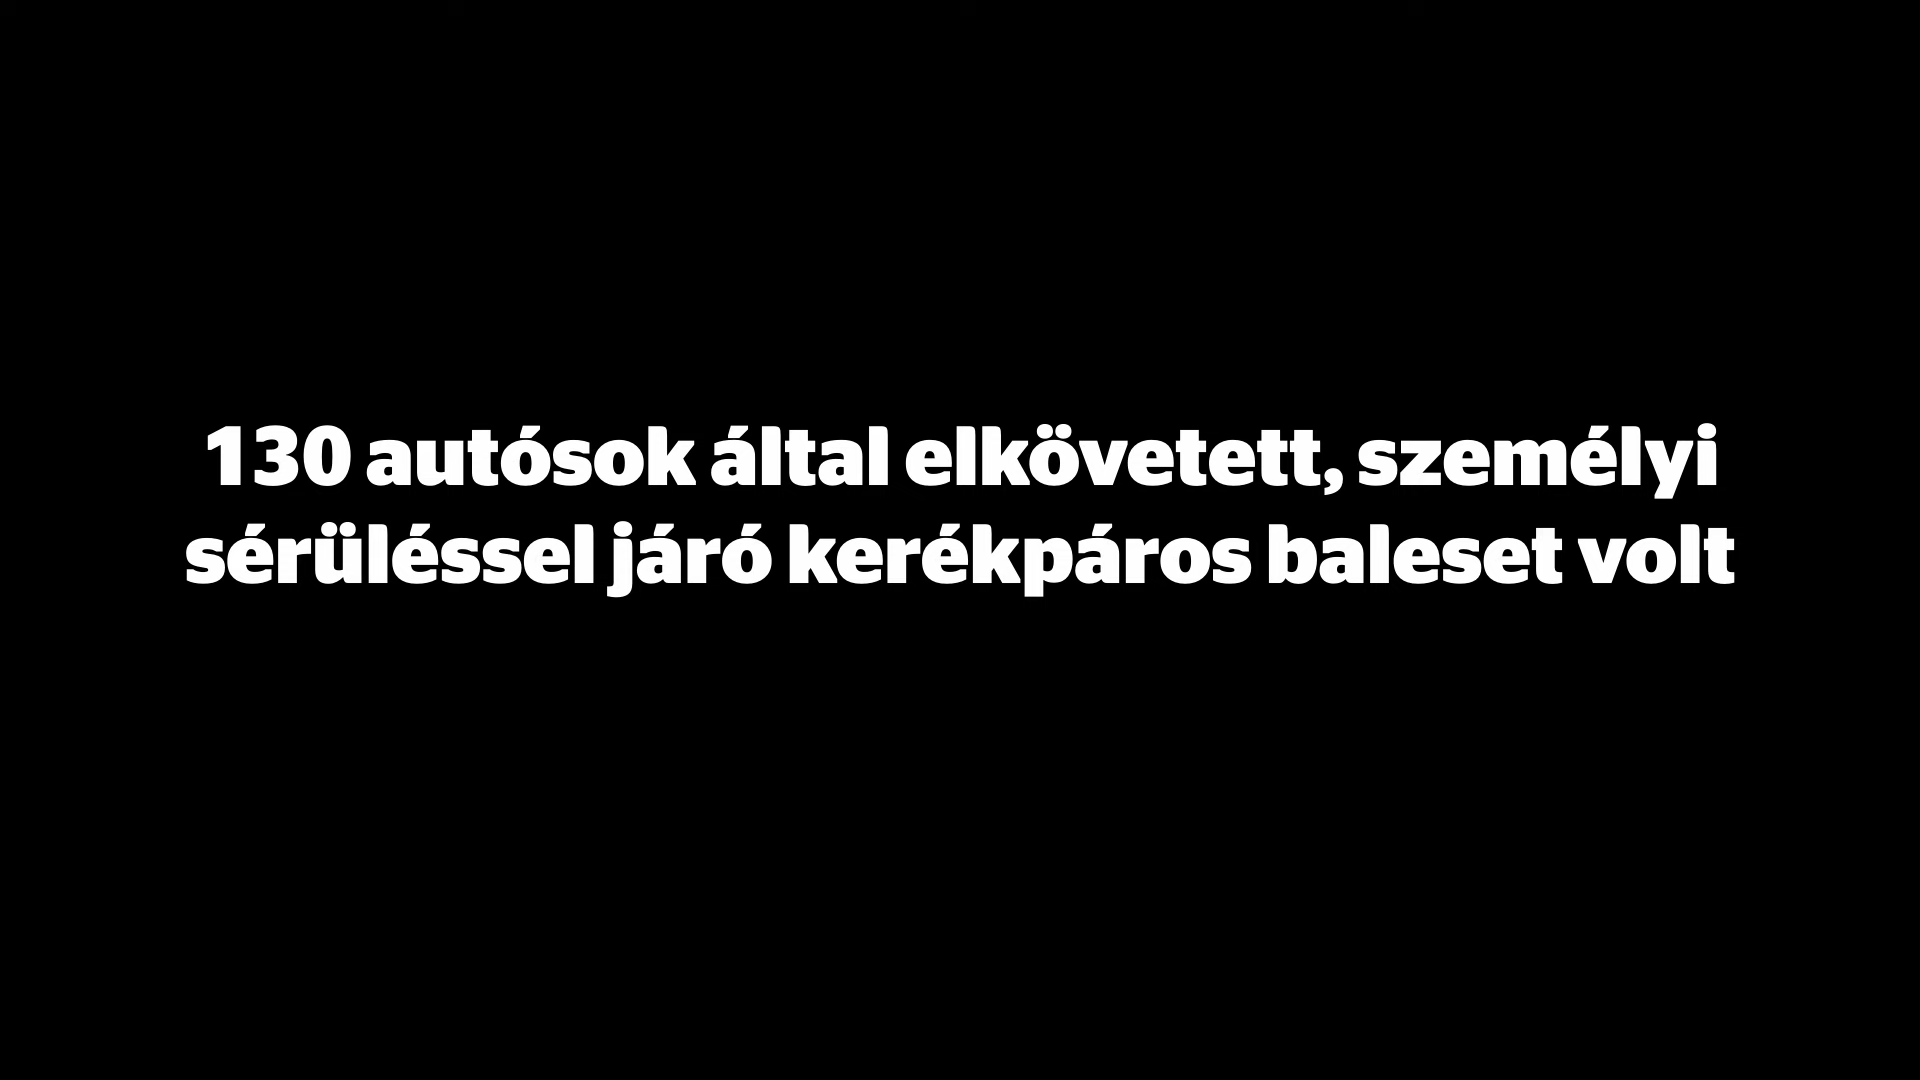 130 autósok által elkövetett, személyi
sérüléssel járó kerékpáros baleset volt